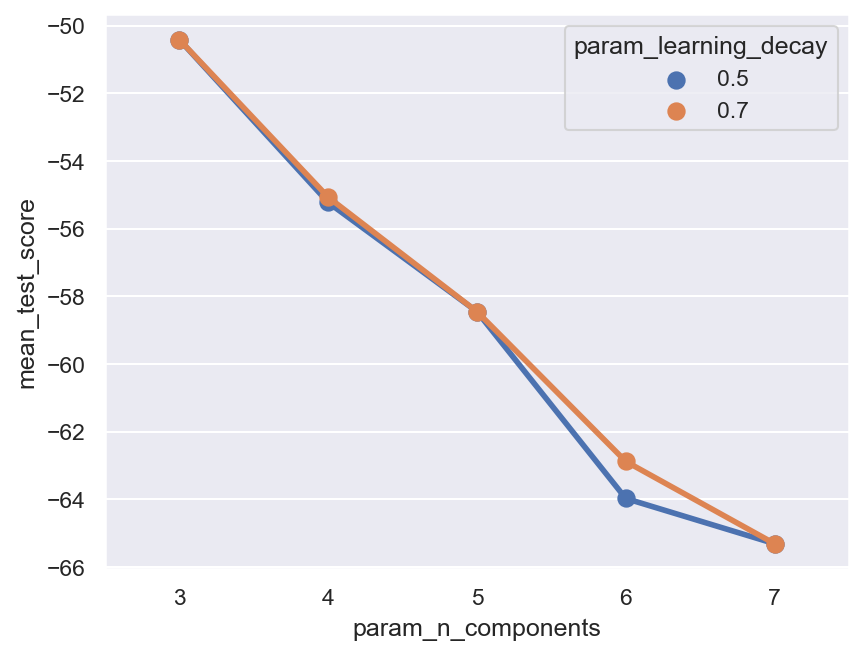 −50
−52
−54
−56
−58
−60
−62
−64
−66
mean_test_score
param_learning_decay
0.5
0.7
3 4 5 6 7
param_n_components